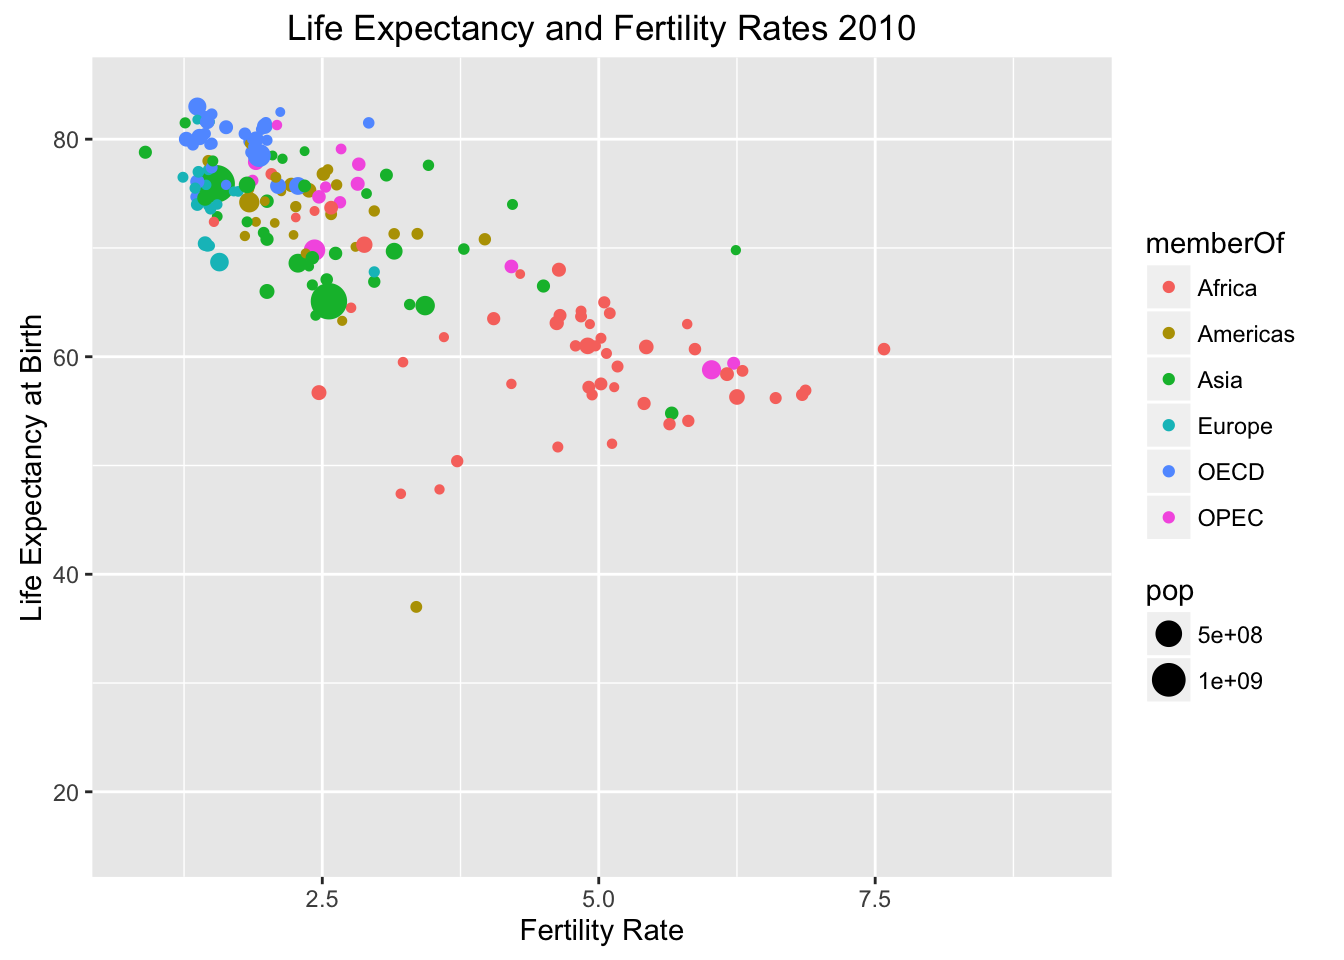 Life Expectancy and Fertility Rates 2010
Life Expectancy at Birth
80
60
40
20
2.5 5.0 7.5
Fertility Rate
memberOf
Africa
Americas
Asia
Europe
OECD
OPEC
pop
5e+08
1e+09